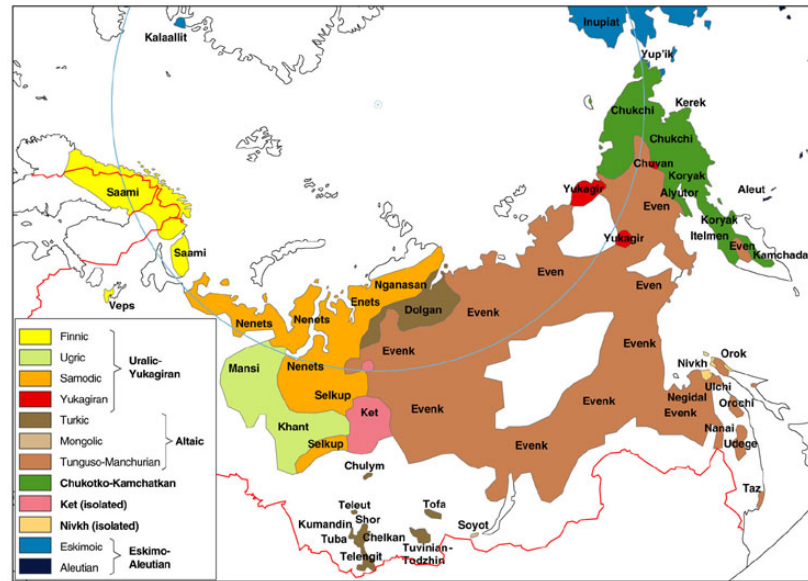 Kalaallit
Inupiat
Yup'ik
Chukchi
Kerek
Chukchi
Chuvan
Koryak
Yukagir
Alyutor
Aleut
Saami
Even
Koryak
Yukagir
Itelmen
Even
Kamchadal
Saami
Nganasan
Even
Even
Veps
Enets
Dolgan
Nenets
Nenets
Evenk
Evenk
Evenk
Mansi
Nenets
Nivkh
Orok
Selkup
Ulchi
Ket
Evenk
Evenk
Negidal
Evenk
Orochi
Khant
Nanai
Selkup
Evenk
Udege
Chulym
Taz
Teleut
Tofa
Kumandin
Shor
Soyot
Tuba
Chelkan
Telengit
Tuvinian-
Todzhin
Finnic
Ugric
Samodic
Yukagiran
Uralic-
Yukagiran
Turkic
Mongolic
Tunguso-Manchurian
Altaic
Chukotko-Kamchatkan
Ket (isolated)
Nivkh (isolated)
Eskimoic
Aleutian
Eskimo-
Aleutian